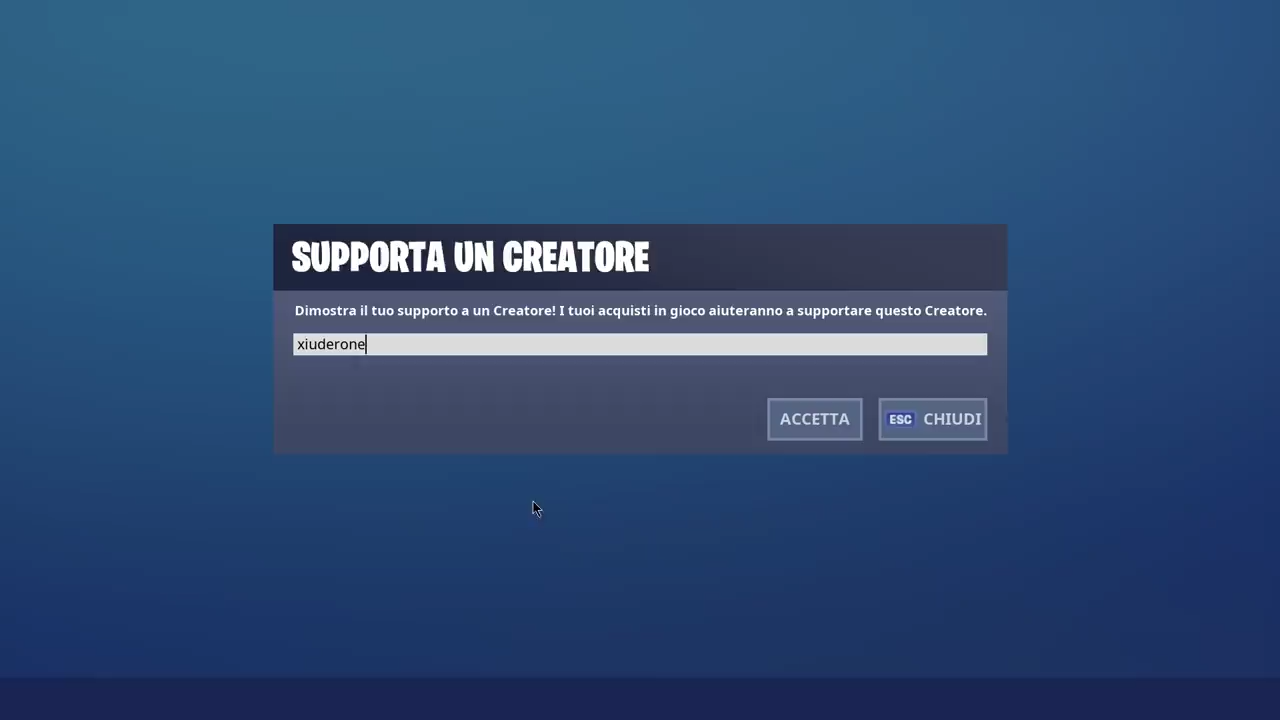 SUPPORTA UN CREATORE
Dimostra il tuo supporto a un Creatore! I tuoi acquisti in gioco aiuteranno a supportare questo Creatore.
xiuderone
ACCETTA
ESC CHIUDI